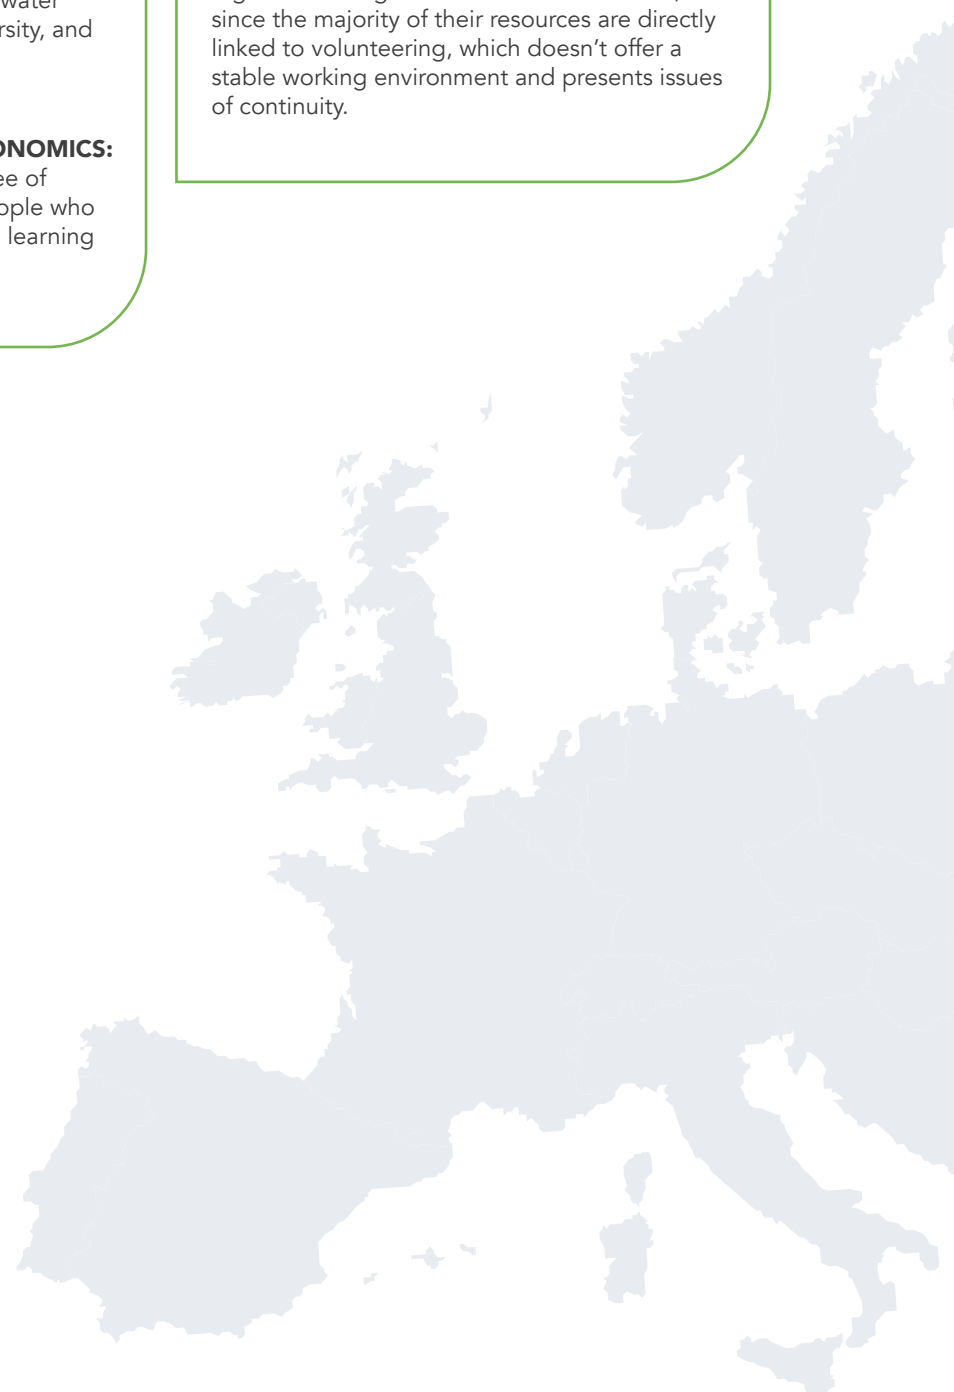 water
rsity, and
ONOMICS:
ee of
ople who
learning
since the majority of their resources are directly
linked to volunteering, which doesn’t offer a
stable working environment and presents issues
of continuity.